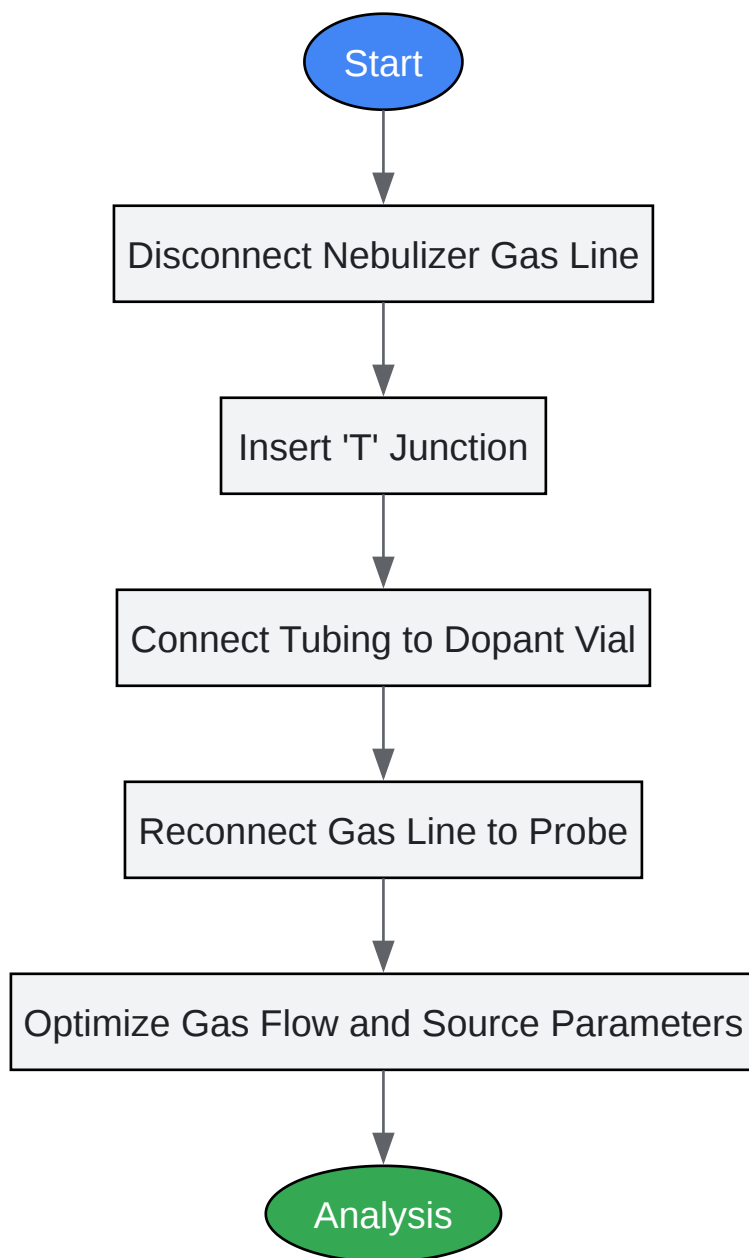 Start
Disconnect Nebulizer Gas Line
Insert 'T' Junction
Connect Tubing to Dopant Vial
Reconnect Gas Line to Probe
Optimize Gas Flow and Source Parameters
Analysis